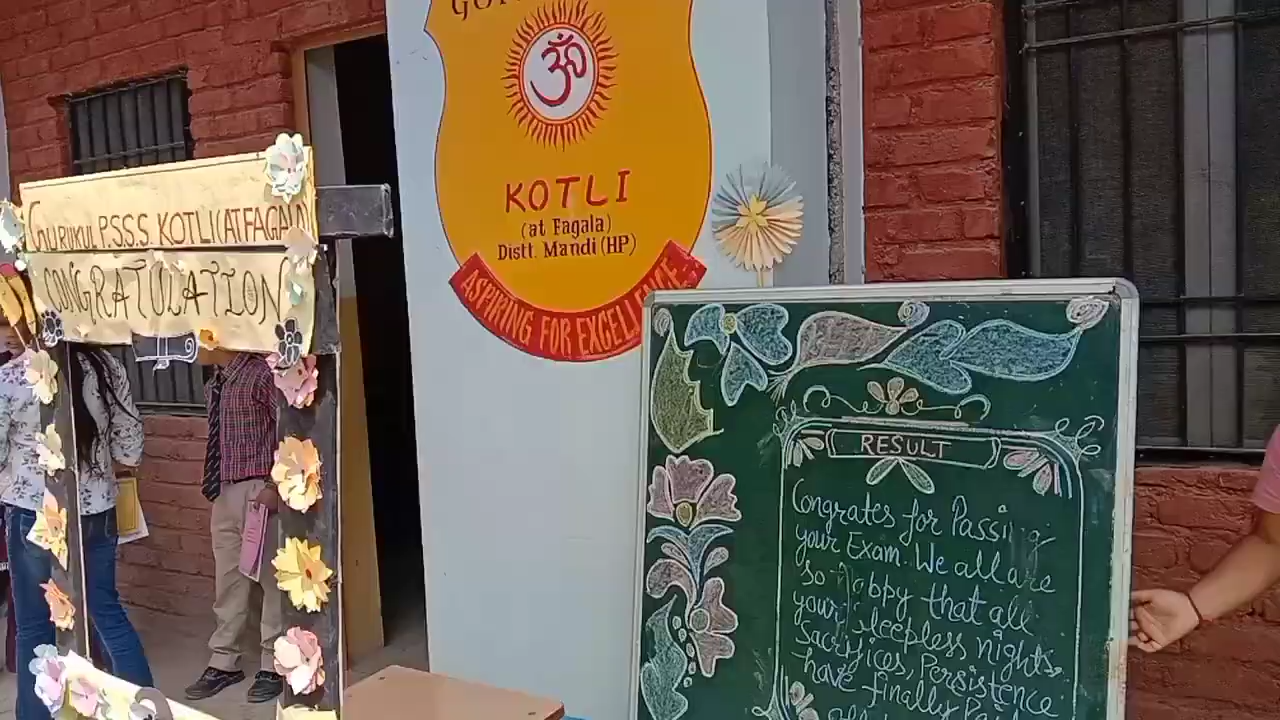 KOTLI
(at Fagala)
Distt. Mandi (HP)
ASPIRING FOR EXCELLENCE
GURUKUL P.S.S.S. KOTLI (AT FAGALA)
CONGRATULATION
RESULT
Congrates for Passing
your Exam. We all are
so happy that all
your sleepless nights,
Sacrifices, Persistence
have finally Paid